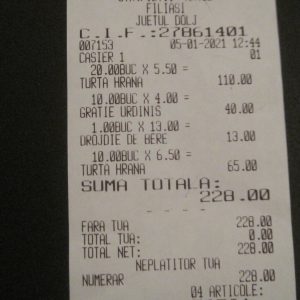 FILIASI
JUETUL DOLJ
C.I.F.:27861401
007153 05-01-2021 12:44
CASIER 1 01
20.00BUC X 5.50 =
TURTA HRANA 110.00
10.00BUC X 4.00 =
GRATIE URDINIS 40.00
1.00BUC X 13.00 =
DROJDIE DE BERE 13.00
10.00BUC X 6.50 =
TURTA HRANA 65.00
SUMA TOTALA:
228.00
- - - -
FARA TVA 228.00
TOTAL TVA: 0.00
TOTAL NET: 228.00
NEPLATITOR TVA
NUMERAR 228.00
04 ARTICOLE: